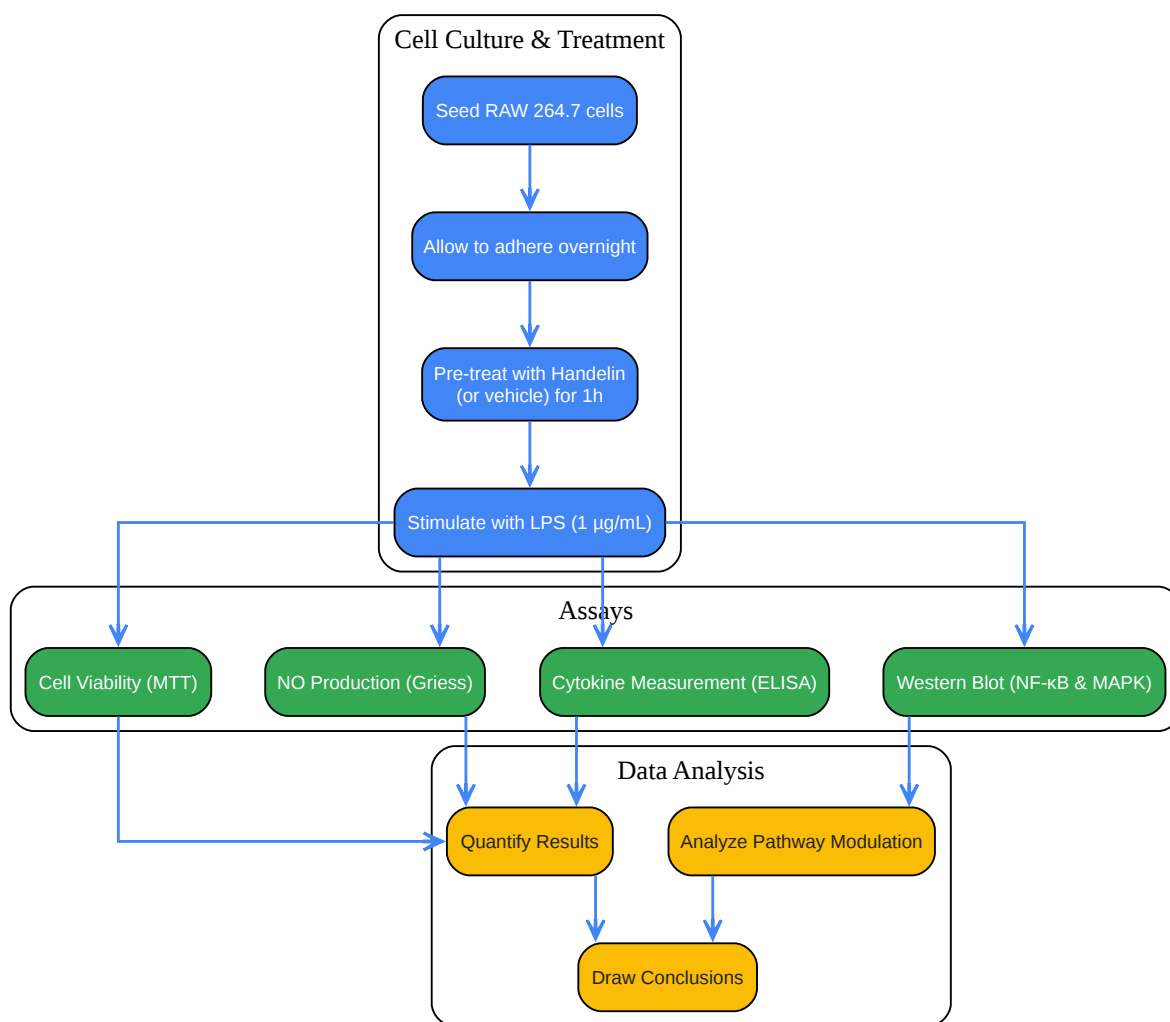 Cell Culture & Treatment
Seed RAW 264.7 cells
Allow to adhere overnight
Pre-treat with Handelin
(or vehicle) for 1h
Stimulate with LPS (1 µg/mL)
Assays
Cell Viability (MTT)
NO Production (Griess)
Cytokine Measurement (ELISA)
Western Blot (NF-κB & MAPK)
Data Analysis
Quantify Results
Analyze Pathway Modulation
Draw Conclusions